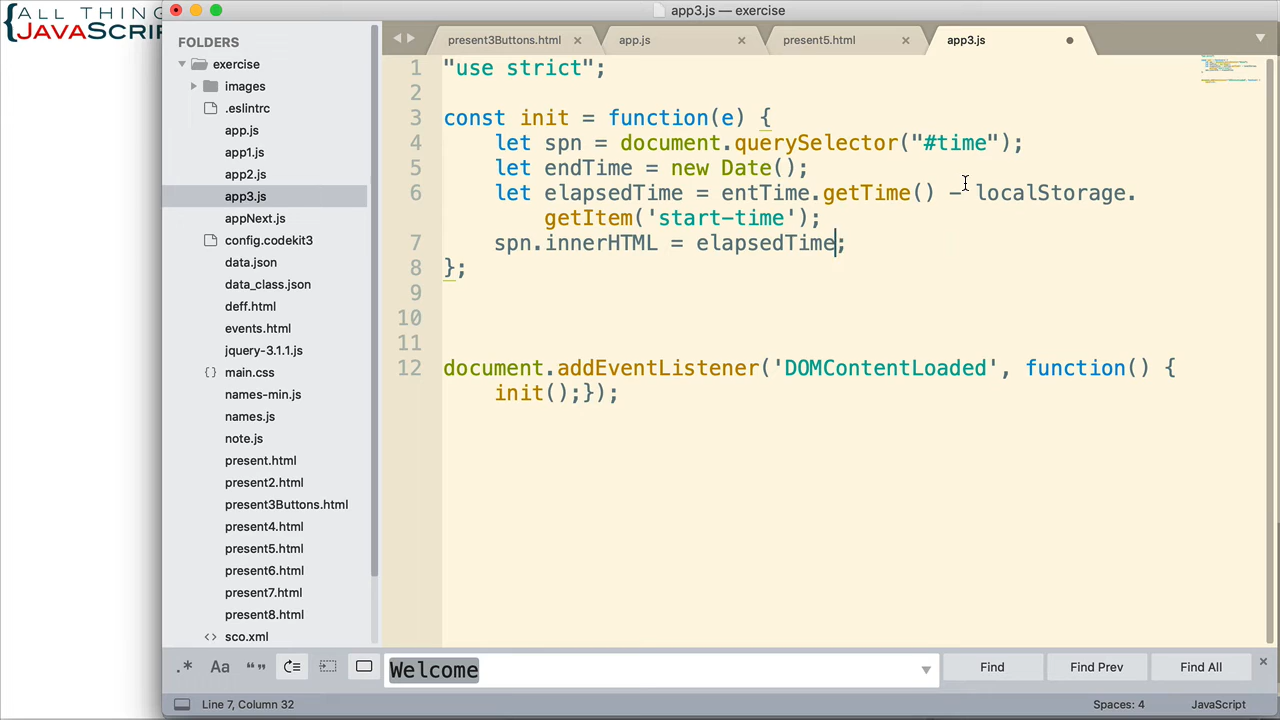 {ALL THIN
JAVASCRIP
app3.js — exercise
FOLDERS
exercise
images
.eslintrc
app.js
app1.js
app2.js
app3.js
appNext.js
config.codekit3
data.json
data_class.json
deff.html
events.html
jquery-3.1.1.js
main.css
names-min.js
names.js
note.js
present.html
present2.html
present3Buttons.html
present4.html
present5.html
present6.html
present7.html
present8.html
sco.xml
present3Buttons.html × app.js × present5.html × app3.js
1 "use strict";
2
3 const init = function(e) {
4 let spn = document.querySelector("#time");
5 let endTime = new Date();
6 let elapsedTime = entTime.getTime() - localStorage.
getItem('start-time');
7 spn.innerHTML = elapsedTime;
8 };
9
10
11
12 document.addEventListener('DOMContentLoaded', function() {
init();});
.* Aa “” Welcome Find Find Prev Find All ×
Line 7, Column 32 Spaces: 4 JavaScript